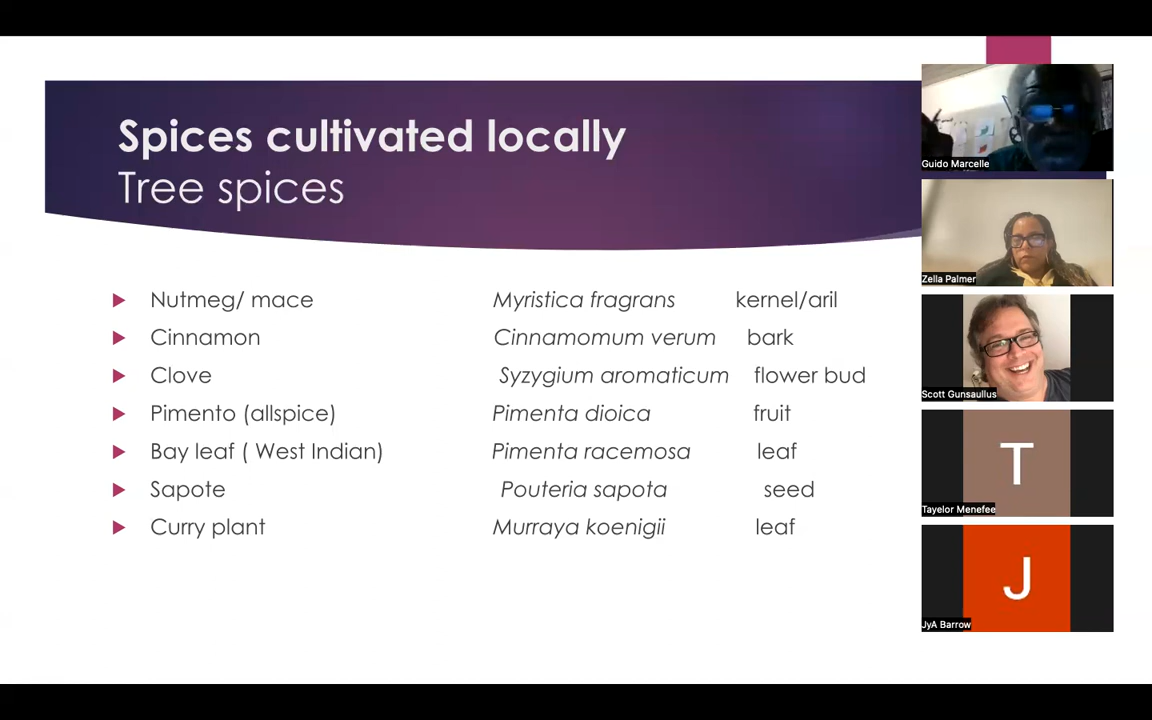 Spices cultivated locally
Tree spices
Nutmeg/ mace Myristica fragrans kernel/aril
Cinnamon Cinnamomum verum bark
Clove Syzygium aromaticum flower bud
Pimento (allspice) Pimenta dioica fruit
Bay leaf ( West Indian) Pimenta racemosa leaf
Sapote Pouteria sapota seed
Curry plant Murraya koenigii leaf
Guido Marcelle
Zella Palmer
Scott Gunsaullus
T
Tayelor Menefee
J
JyA Barrow